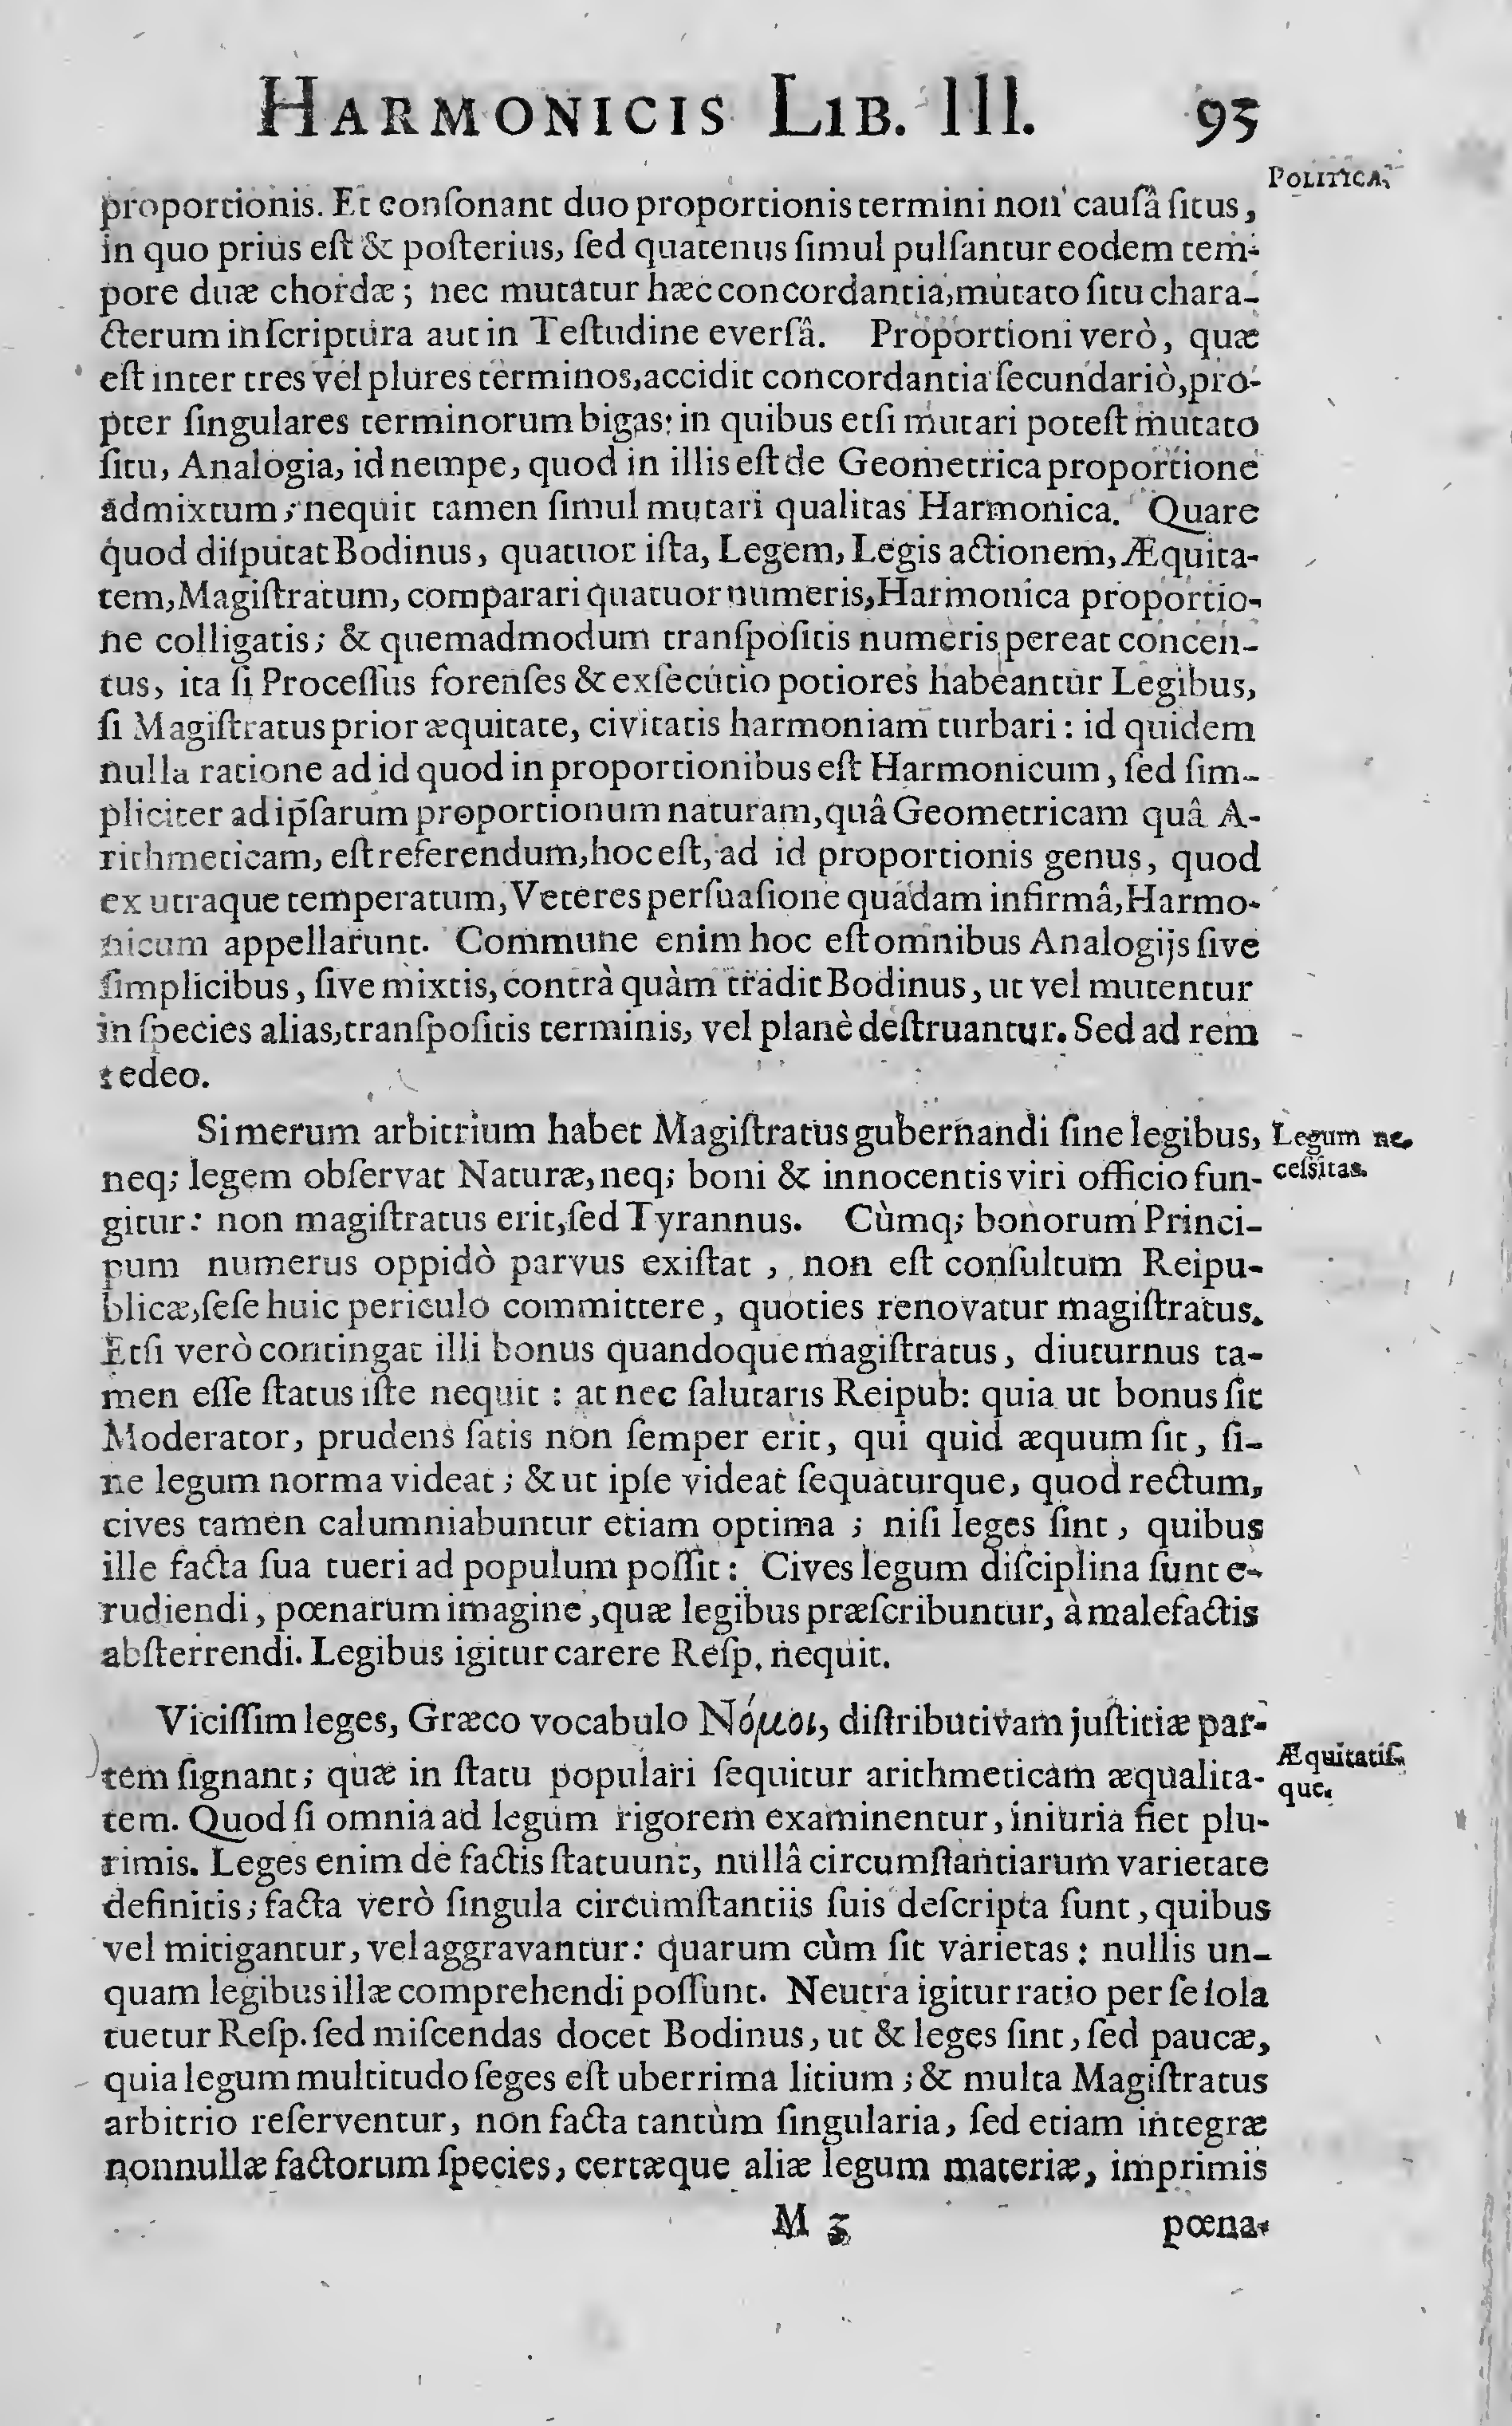 HARMONICIS LIB. III. 95
POLITICA.
proportionis. Et conſonant duo proportionis termini non cauſâ ſitus,
in quo prius eſt & poſterius, ſed quatenus ſimul pulſantur eodem tem-
pore duæ chordæ; nec mutatur hæc concordantia, mutato ſitu chara-
cterum in ſcriptura aut in Teſtudine everſâ. Proportioni verò, quæ
eſt inter tres vel plures terminos, accidit concordantia ſecundariò, pro-
pter ſingulares terminorum bigas: in quibus etſi mutari poteſt mutato
ſitu, Analogia, id nempe, quod in illis eſt de Geometrica proportione
admixtum; nequit tamen ſimul mutari qualitas Harmonica. Quare
quod diſputat Bodinus, quatuor iſta, Legem, Legis actionem, Æquita-
tem, Magiſtratum, comparari quatuor numeris, Harmonica proportio-
ne colligatis; & quemadmodum tranſpoſitis numeris pereat concen-
tus, ita ſi Proceſſus forenſes & exſecutio potiores habeantur Legibus,
ſi Magiſtratus prior æquitate, civitatis harmoniam turbari: id quidem
nulla ratione ad id quod in proportionibus eſt Harmonicum, ſed ſim-
pliciter ad ipſarum proportionum naturam, quâ Geometricam quâ A-
rithmeticam, eſt referendum, hoc eſt, ad id proportionis genus, quod
ex utraque temperatum, Veteres perſuaſione quadam infirmâ, Harmo-
nicum appellarunt. Commune enim hoc eſt omnibus Analogijs ſive
ſimplicibus, ſive mixtis, contrà quàm tradit Bodinus, ut vel mutentur
in ſpecies alias, tranſpoſitis terminis, vel planè deſtruantur. Sed ad rem
redeo.
Si merum arbitrium habet Magiſtratus gubernandi ſine legibus,
Legum ne-
ceſsitas.
neq; legem obſervat Naturæ, neq; boni & innocentis viri officio fun-
gitur: non magiſtratus erit, ſed Tyrannus. Cùmq; bonorum Princi-
pum numerus oppidò parvus exiſtat, non eſt conſultum Reipu-
blicæ, ſeſe huic periculo committere, quoties renovatur magiſtratus.
Etſi verò contingat illi bonus quandoque magiſtratus, diuturnus ta-
men eſſe ſtatus iſte nequit: at nec ſalutaris Reipub: quia ut bonus ſit
Moderator, prudens ſatis non ſemper erit, qui quid æquum ſit, ſi-
ne legum norma videat; & ut ipſe videat ſequaturque, quod rectum,
cives tamen calumniabuntur etiam optima; niſi leges ſint, quibus
ille facta ſua tueri ad populum poſſit: Cives legum diſciplina ſunt e-
rudiendi, pœnarum imagine, quæ legibus præſcribuntur, à malefactis
abſterrendi. Legibus igitur carere Reſp. nequit.
Viciſſim leges, Græco vocabulo Νόμοι, diſtributivam juſtitiæ par-
Æquitatiſ-
que.
tem ſignant; quæ in ſtatu populari ſequitur arithmeticam æqualita-
tem. Quod ſi omnia ad legum rigorem examinentur, iniuria fiet plu-
rimis. Leges enim de factis ſtatuunt, nullâ circumſtantiarum varietate
definitis; facta verò ſingula circumſtantiis ſuis deſcripta ſunt, quibus
vel mitigantur, vel aggravantur: quarum cùm ſit varietas: nullis un-
quam legibus illæ comprehendi poſſunt. Neutra igitur ratio per ſe ſola
tuetur Reſp. ſed miſcendas docet Bodinus, ut & leges ſint, ſed paucæ,
quia legum multitudo ſeges eſt uberrima litium; & multa Magiſtratus
arbitrio reſerventur, non facta tantùm ſingularia, ſed etiam integræ
nonnullæ factorum ſpecies, certæque aliæ legum materiæ, imprimis
M 3 pœna-